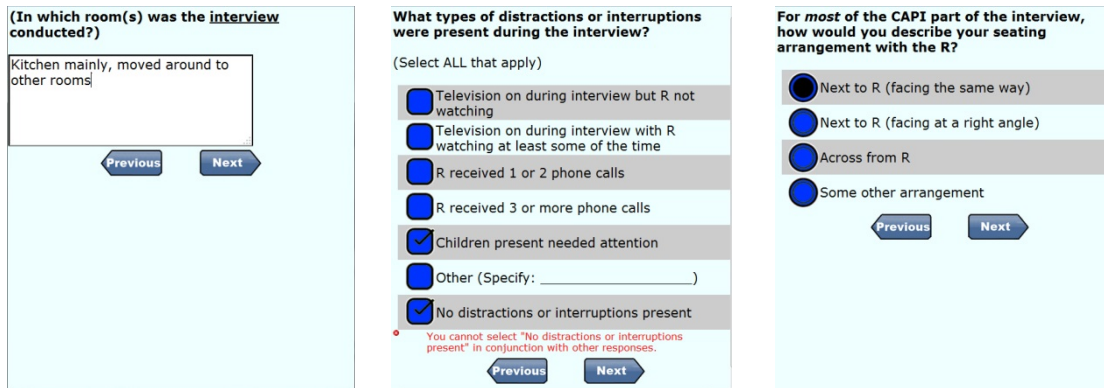 (In which room(s) was the interview
conducted?)
Kitchen mainly, moved around to
other rooms
Previous
Next
What types of distractions or interruptions
were present during the interview?
(Select ALL that apply)
Television on during interview but R not
watching
Television on during interview with R
watching at least some of the time
R received 1 or 2 phone calls
R received 3 or more phone calls
Children present needed attention
Other (Specify: ____________________)
No distractions or interruptions present
You cannot select "No distractions or interruptions
present" in conjunction with other responses.
Previous
Next
For most of the CAPI part of the interview,
how would you describe your seating
arrangement with the R?
Next to R (facing the same way)
Next to R (facing at a right angle)
Across from R
Some other arrangement
Previous
Next